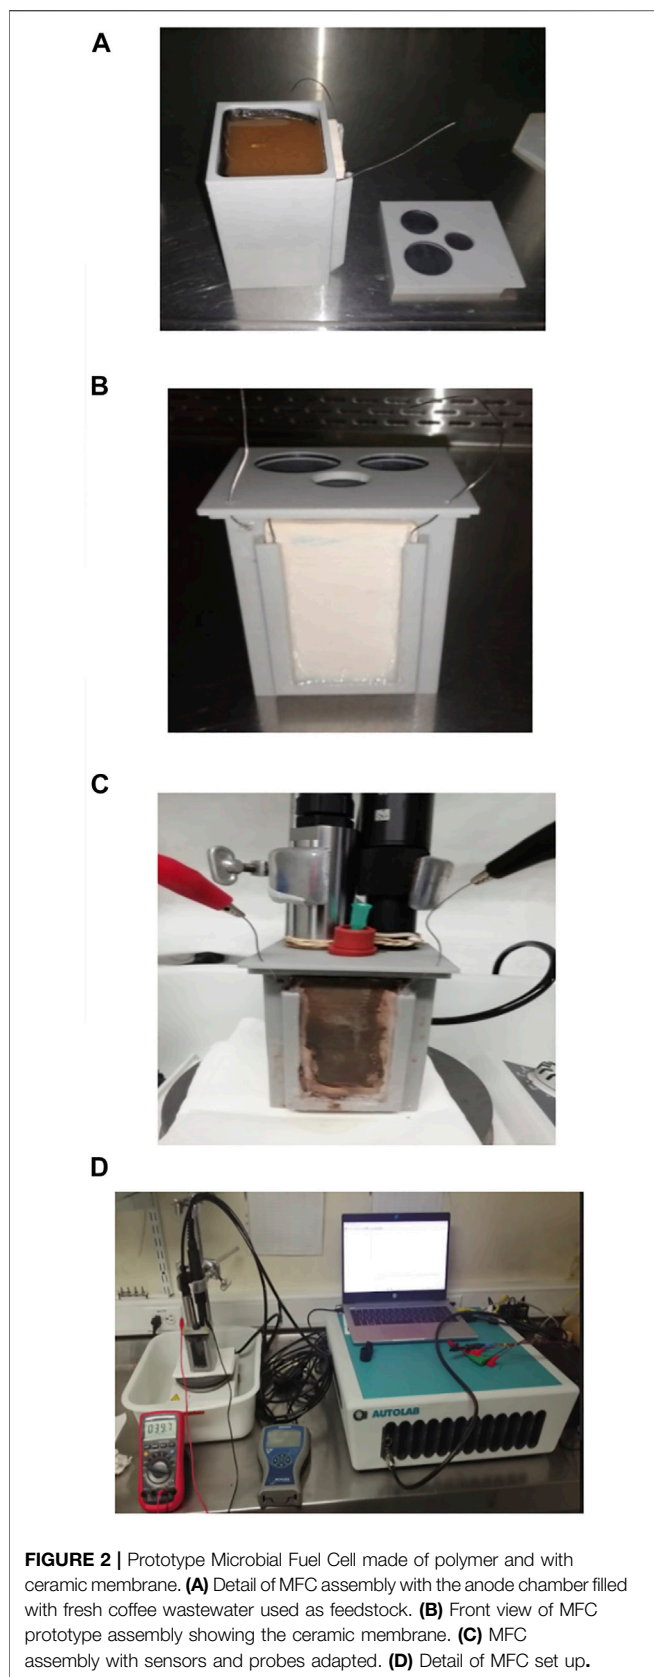 A
B
C
D
AUTOLAB
FIGURE 2 | Prototype Microbial Fuel Cell made of polymer and with
ceramic membrane. (A) Detail of MFC assembly with the anode chamber filled
with fresh coffee wastewater used as feedstock. (B) Front view of MFC
prototype assembly showing the ceramic membrane. (C) MFC
assembly with sensors and probes adapted. (D) Detail of MFC set up.